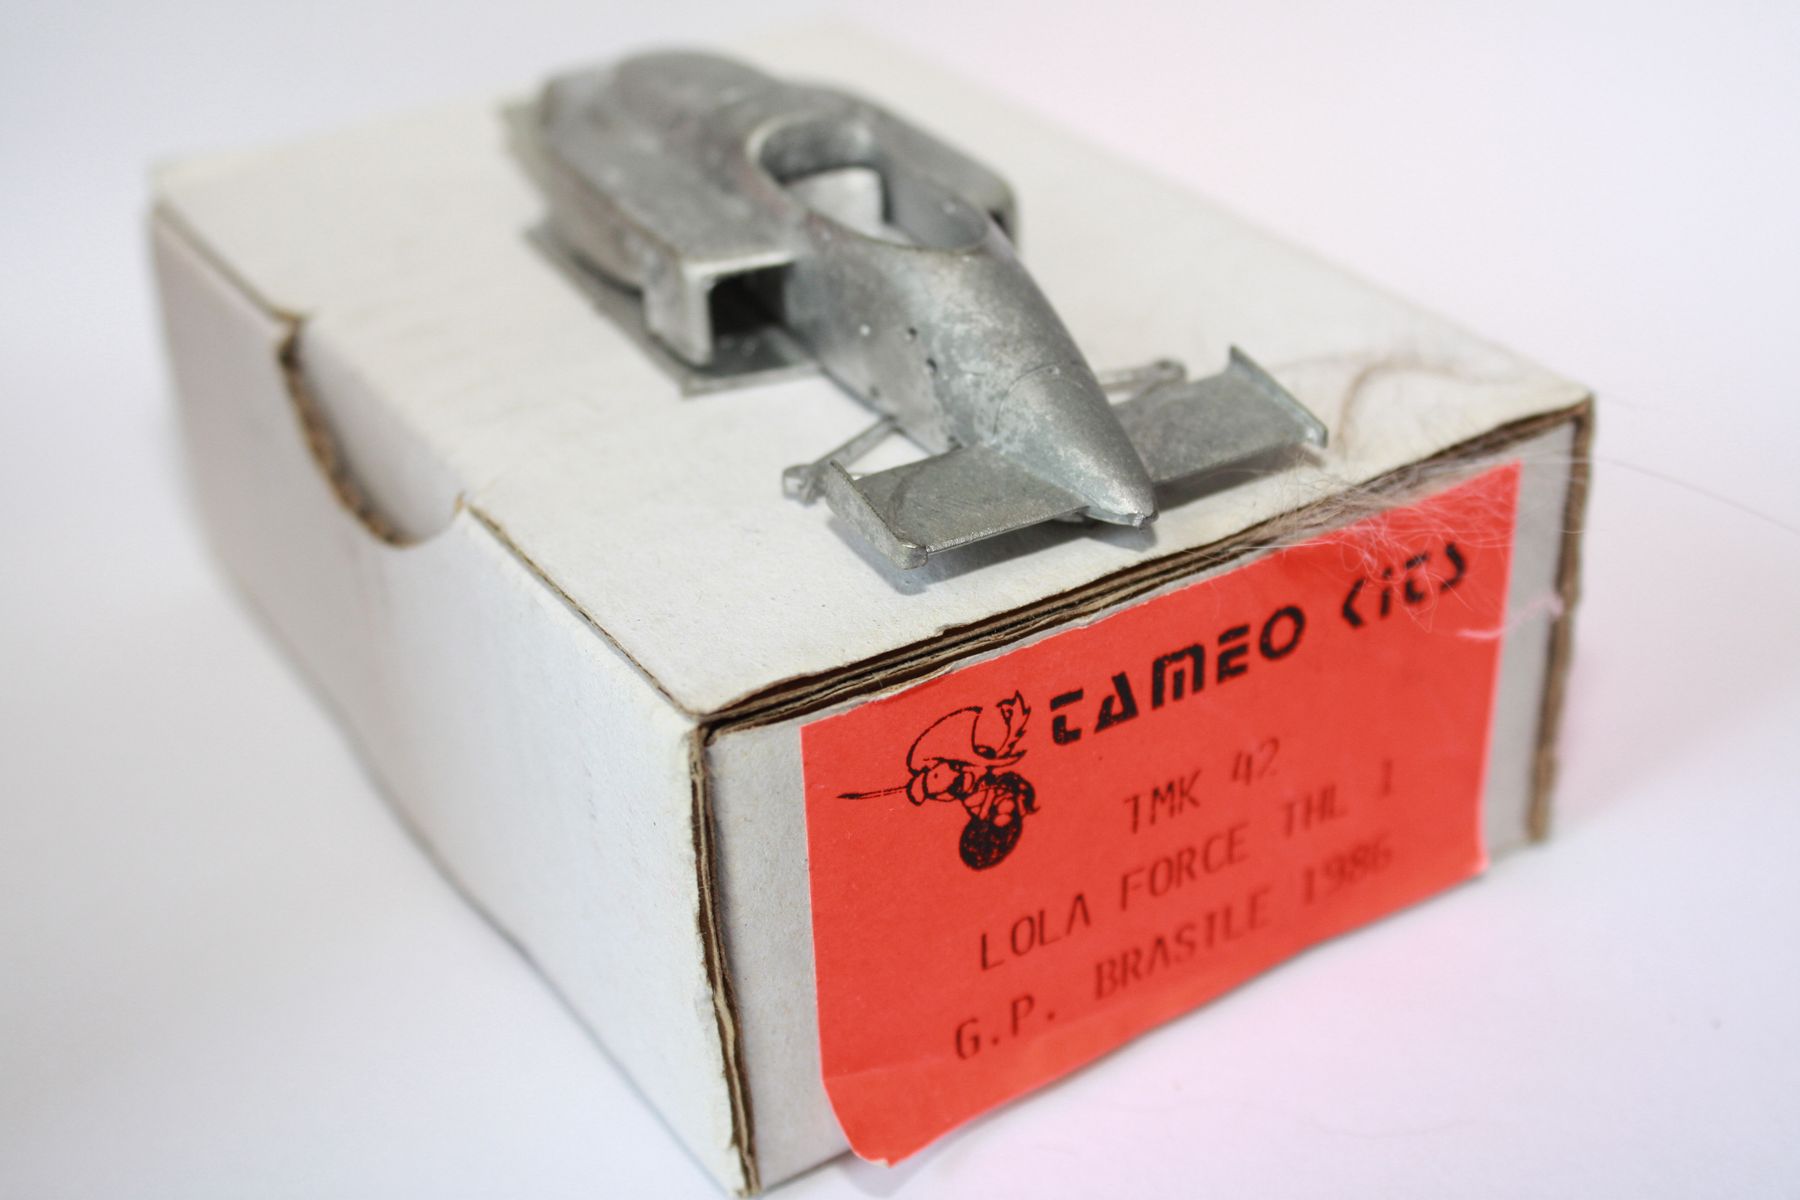 TAMEO KITS
TMK 42
LOLA FORCE THL 1
G.P. BRASILE 1986